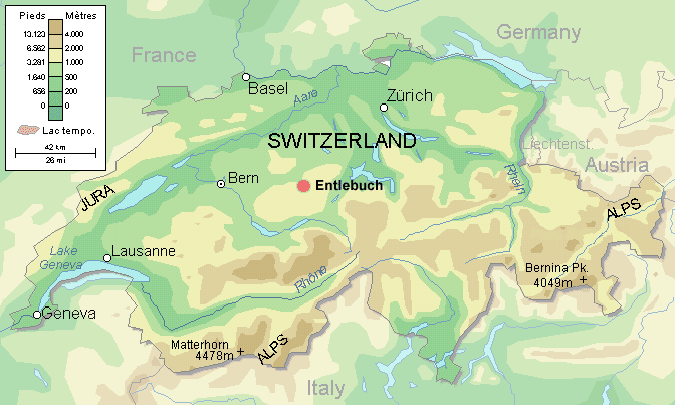 Pieds Mètres
13.123 4.000
6.562 2.000
3.281 1.000
1.640 500
656 200
0 0
Lac tempo.
42 km
26 mi
France
Germany
Basel
Aare
Zürich
SWITZERLAND
Liechtenst.
Austria
Rhein
Bern
Entlebuch
JURA
ALPS
Lake
Geneva
Lausanne
Rhône
Bernina Pk.
4049m
Geneva
Matterhorn
4478m
ALPS
Italy